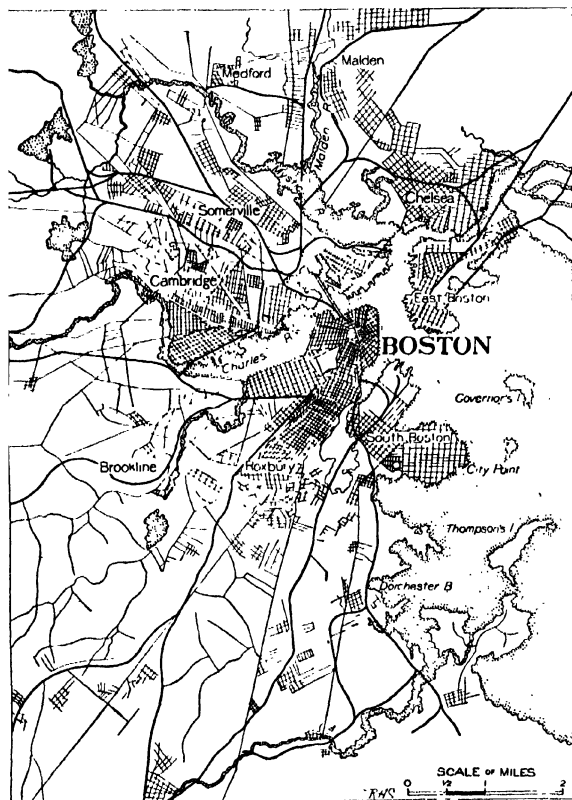 Medford
Malden
Malden R
Somerville
Chelsea
Cambridge
East Boston
BOSTON
Charles R
Governor's
South Boston
City Point
Brookline
Roxbury
Thompson's I
Dorchester B
SCALE OF MILES
0 1/2 1 2
RHS